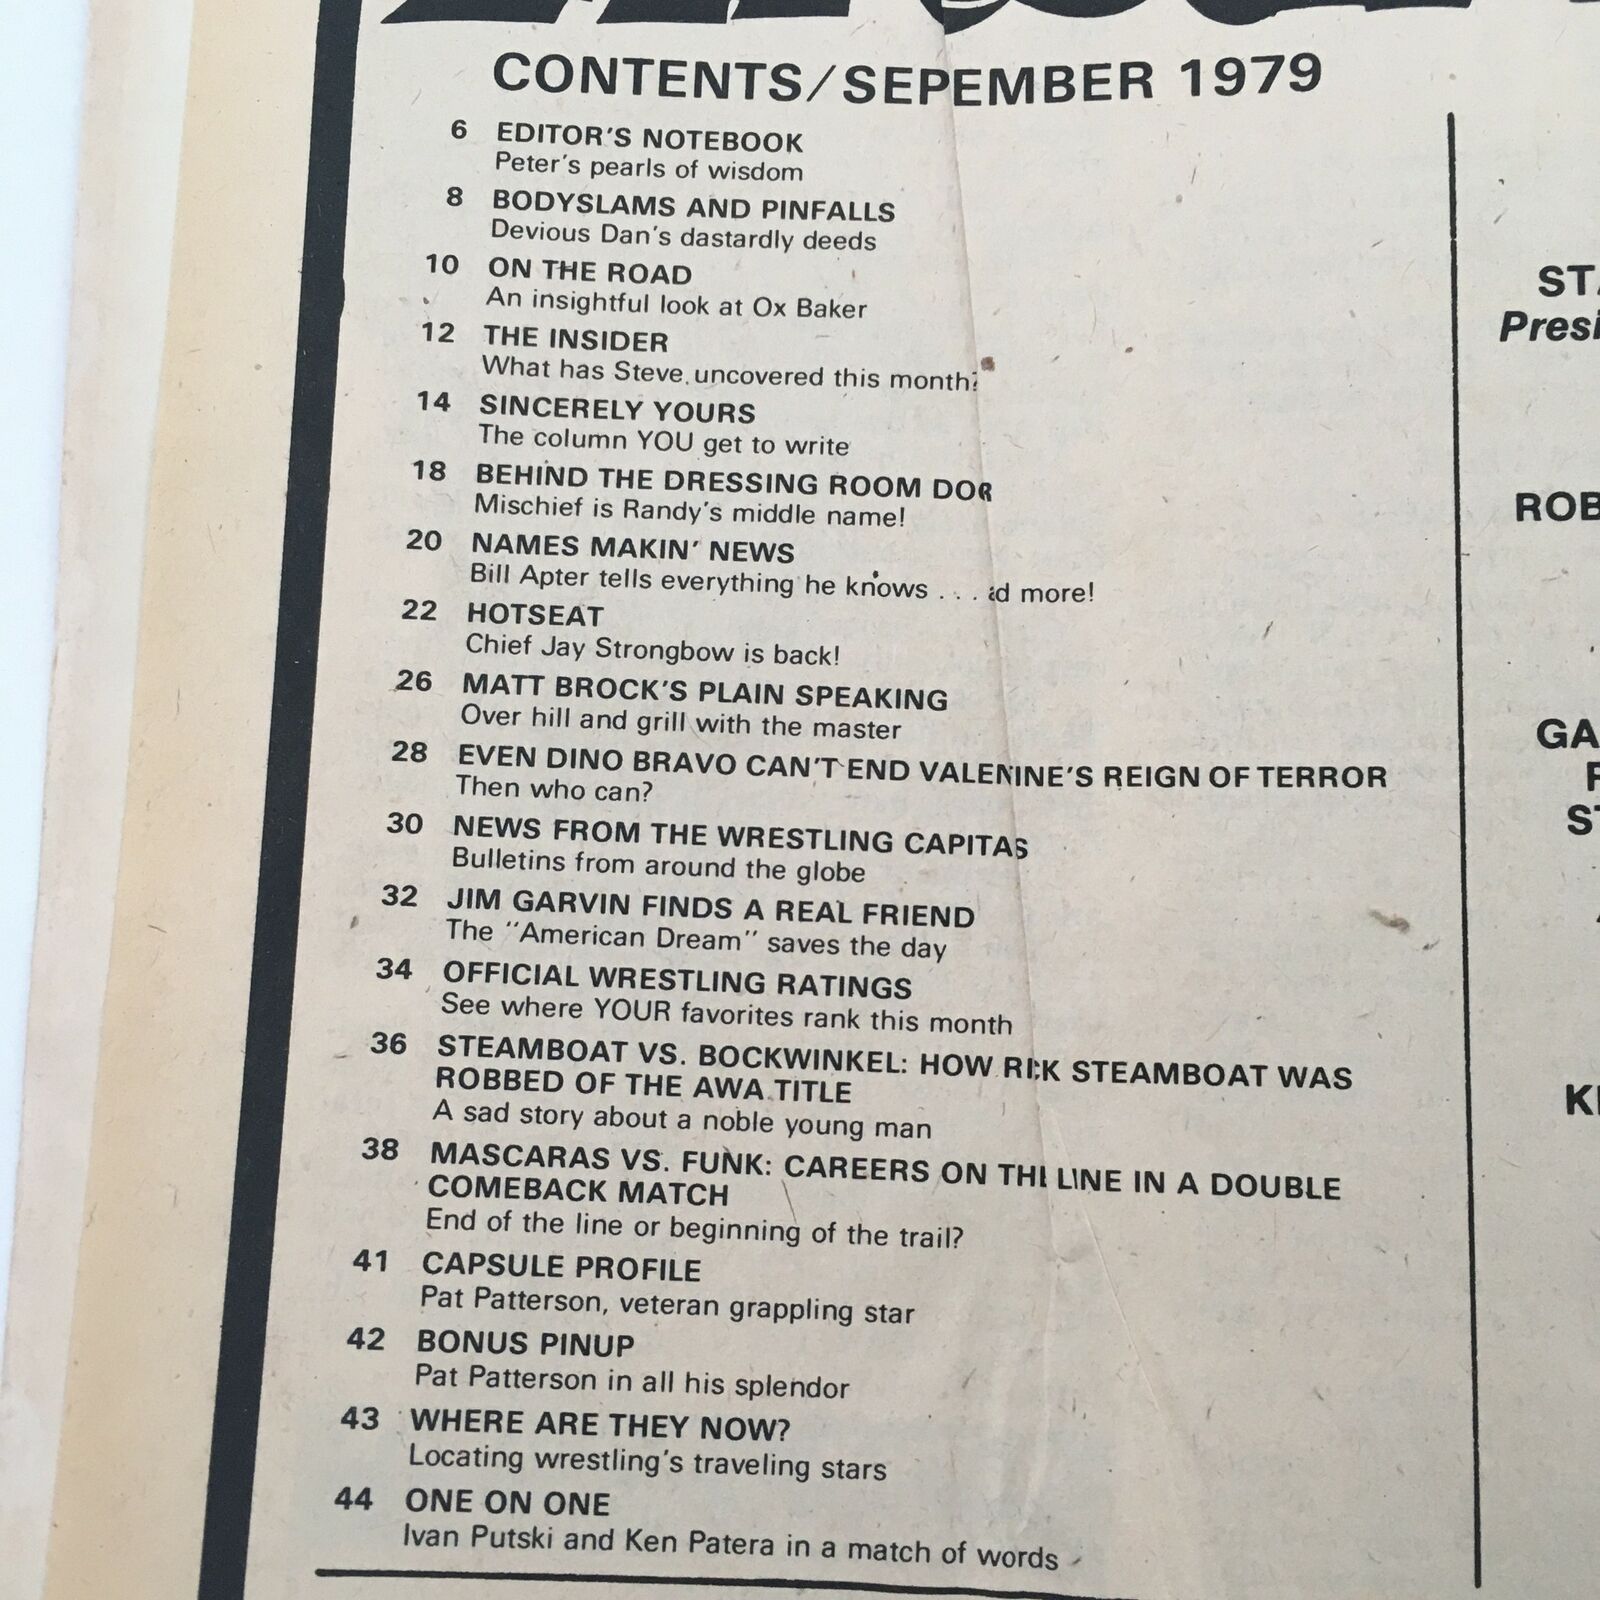 CONTENTS/SEPEMBER 1979
6 EDITOR'S NOTEBOOK
Peter's pearls of wisdom
8 BODYSLAMS AND PINFALLS
Devious Dan's dastardly deeds
10 ON THE ROAD
An insightful look at Ox Baker
12 THE INSIDER
What has Steve uncovered this month?
14 SINCERELY YOURS
The column YOU get to write
18 BEHIND THE DRESSING ROOM DOR
Mischief is Randy's middle name!
20 NAMES MAKIN' NEWS
Bill Apter tells everything he knows . . . ad more!
22 HOTSEAT
Chief Jay Strongbow is back!
26 MATT BROCK'S PLAIN SPEAKING
Over hill and grill with the master
28 EVEN DINO BRAVO CAN'T END VALENINE'S REIGN OF TERROR
Then who can?
30 NEWS FROM THE WRESTLING CAPITAS
Bulletins from around the globe
32 JIM GARVIN FINDS A REAL FRIEND
The "American Dream" saves the day
34 OFFICIAL WRESTLING RATINGS
See where YOUR favorites rank this month
36 STEAMBOAT VS. BOCKWINKEL: HOW RICK STEAMBOAT WAS
ROBBED OF THE AWA TITLE
A sad story about a noble young man
38 MASCARAS VS. FUNK: CAREERS ON THE LINE IN A DOUBLE
COMEBACK MATCH
End of the line or beginning of the trail?
41 CAPSULE PROFILE
Pat Patterson, veteran grappling star
42 BONUS PINUP
Pat Patterson in all his splendor
43 WHERE ARE THEY NOW?
Locating wrestling's traveling stars
44 ONE ON ONE
Ivan Putski and Ken Patera in a match of words
STA
Presi
ROB
GA
ST